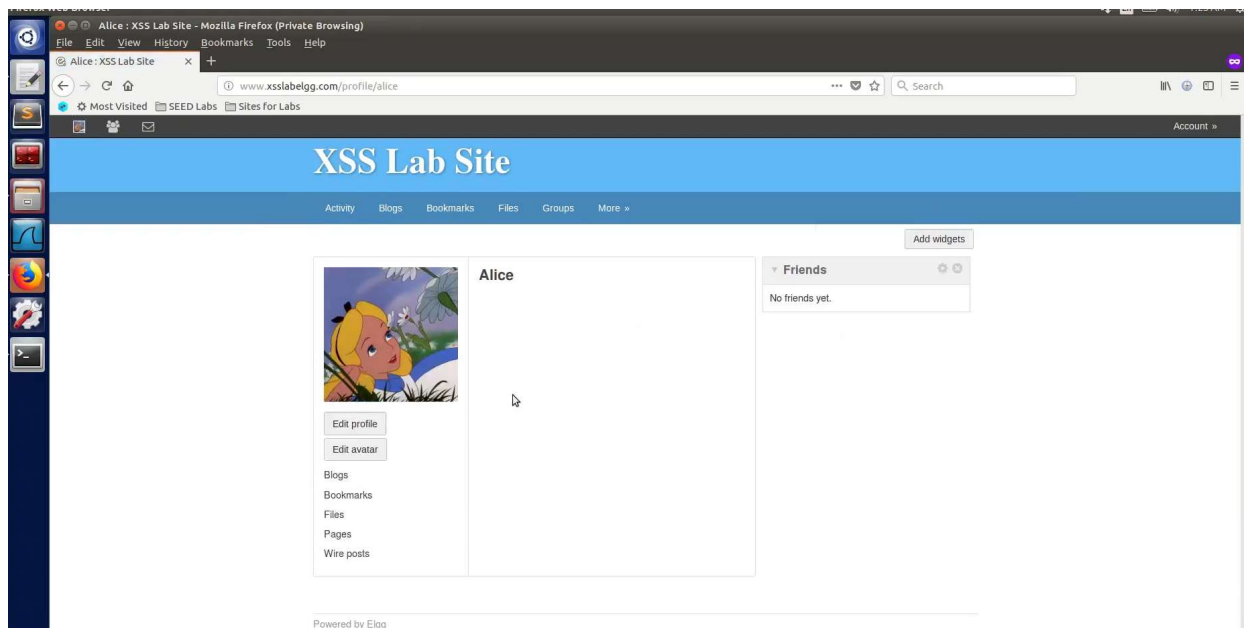 Alice : XSS Lab Site - Mozilla Firefox (Private Browsing)
File Edit View History Bookmarks Tools Help
Alice : XSS Lab Site × +
www.xsslabelgg.com/profile/alice
Search
Most Visited SEED Labs Sites for Labs
Account »
XSS Lab Site
Activity Blogs Bookmarks Files Groups More »
Add widgets
Alice
Friends
No friends yet.
Edit profile
Edit avatar
Blogs
Bookmarks
Files
Pages
Wire posts
Powered by Elgg